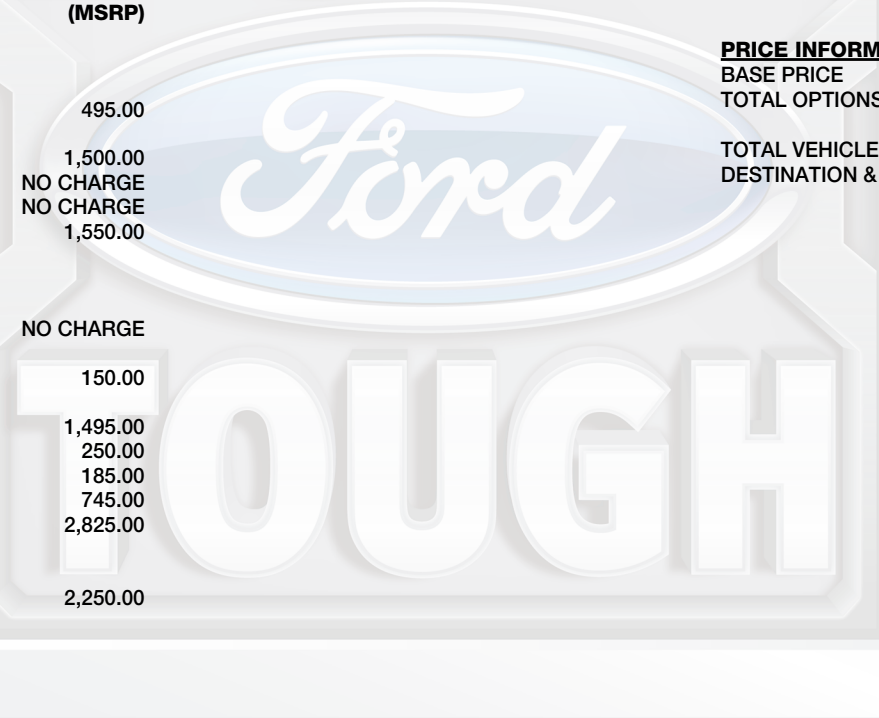 (MSRP)
495.00
1,500.00
NO CHARGE
NO CHARGE
1,550.00
NO CHARGE
150.00
1,495.00
250.00
185.00
745.00
2,825.00
2,250.00
PRICE INFORM
BASE PRICE
TOTAL OPTIONS
TOTAL VEHICLE
DESTINATION &
Ford
TOUGH